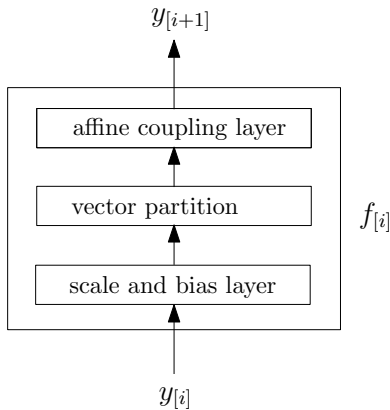 y[i+1]
affine coupling layer
vector partition
f[i]
scale and bias layer
y[i]